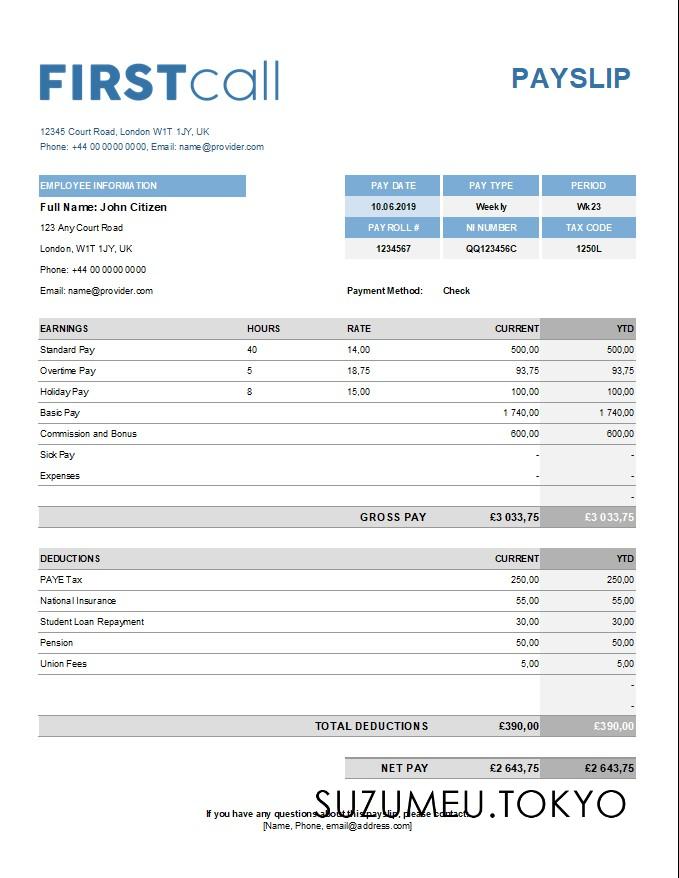 FIRSTcall
PAYSLIP
12345 Court Road, London W1T 1JY, UK
Phone: +44 00 0000 0000, Email: name@provider.com
EMPLOYEE INFORMATION
Full Name: John Citizen
123 Any Court Road
London, W1T 1JY, UK
Phone: +44 00 0000 0000
Email: name@provider.com
PAY DATE PAY TYPE PERIOD
10.06.2019 Weekly Wk23
PAYROLL # NI NUMBER TAX CODE
1234567 QQ123456C 1250L
Payment Method: Check
EARNINGS HOURS RATE CURRENT YTD
Standard Pay 40 14,00 500,00 500,00
Overtime Pay 5 18,75 93,75 93,75
Holiday Pay 8 15,00 100,00 100,00
Basic Pay 1 740,00 1 740,00
Commission and Bonus 600,00 600,00
Sick Pay - -
Expenses - -
-
GROSS PAY £3 033,75 £3 033,75
DEDUCTIONS CURRENT YTD
PAYE Tax 250,00 250,00
National Insurance 55,00 55,00
Student Loan Repayment 30,00 30,00
Pension 50,00 50,00
Union Fees 5,00 5,00
-
-
TOTAL DEDUCTIONS £390,00 £390,00
NET PAY £2 643,75 £2 643,75
SUZUMEU.TOKYO
If you have any questions about this payslip, please contact:
[Name, Phone, email@address.com]